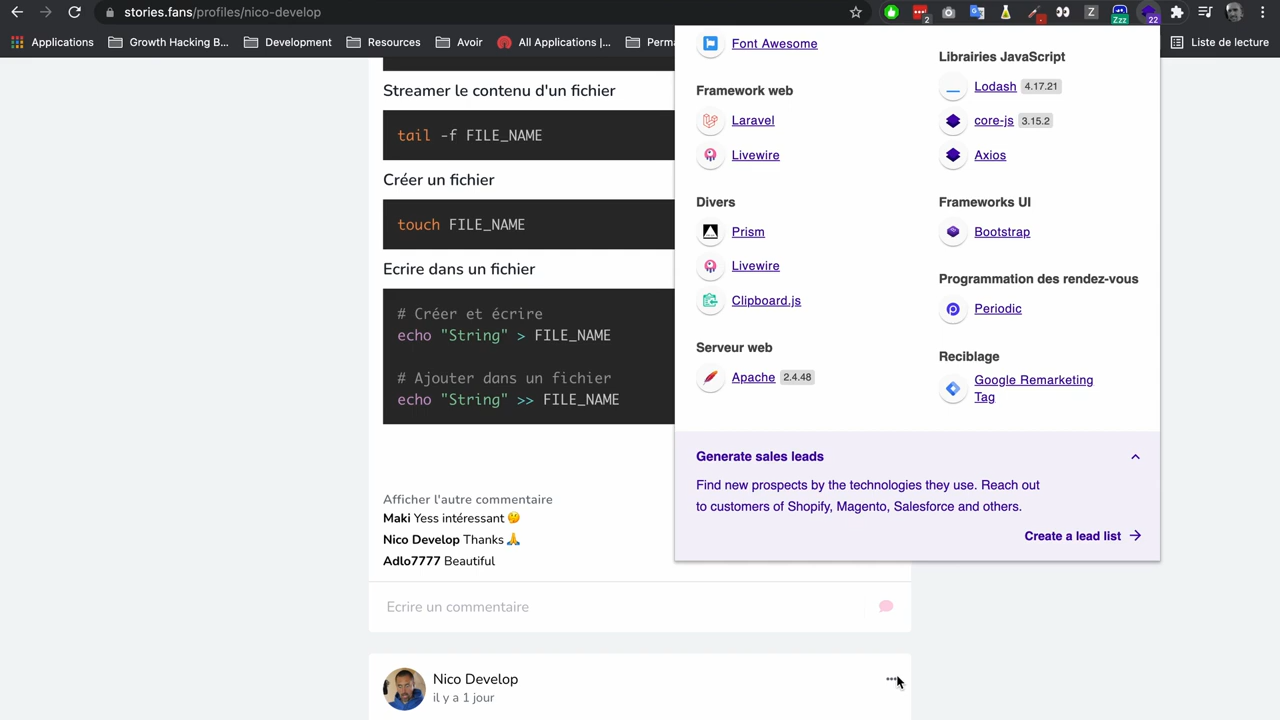 stories.fans/profiles/nico-develop
2
Z
Zzz
22
Applications
Growth Hacking B...
Development
Resources
Avoir
All Applications |...
Perma
Liste de lecture
Streamer le contenu d'un fichier
tail -f FILE_NAME
Créer un fichier
touch FILE_NAME
Ecrire dans un fichier
# Créer et écrire
echo "String" > FILE_NAME
# Ajouter dans un fichier
echo "String" >> FILE_NAME
Afficher l'autre commentaire
Maki Yess intéressant 🤔
Nico Develop Thanks 🙏
Adlo7777 Beautiful
Ecrire un commentaire
Nico Develop
il y a 1 jour
Font Awesome
Framework web
Laravel
Livewire
Divers
Prism
Livewire
Clipboard.js
Serveur web
Apache 2.4.48
Librairies JavaScript
Lodash 4.17.21
core-js 3.15.2
Axios
Frameworks UI
Bootstrap
Programmation des rendez-vous
Periodic
Reciblage
Google Remarketing
Tag
Generate sales leads
Find new prospects by the technologies they use. Reach out
to customers of Shopify, Magento, Salesforce and others.
Create a lead list →